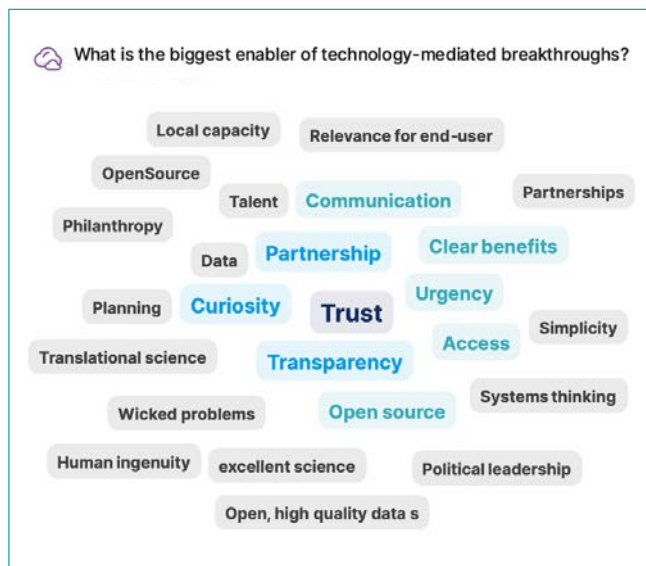 What is the biggest enabler of technology-mediated breakthroughs?
Local capacity
Relevance for end-user
OpenSource
Talent
Communication
Partnerships
Philanthropy
Data
Partnership
Clear benefits
Planning
Curiosity
Trust
Urgency
Simplicity
Translational science
Transparency
Access
Wicked problems
Open source
Systems thinking
Human ingenuity
excellent science
Political leadership
Open, high quality data s